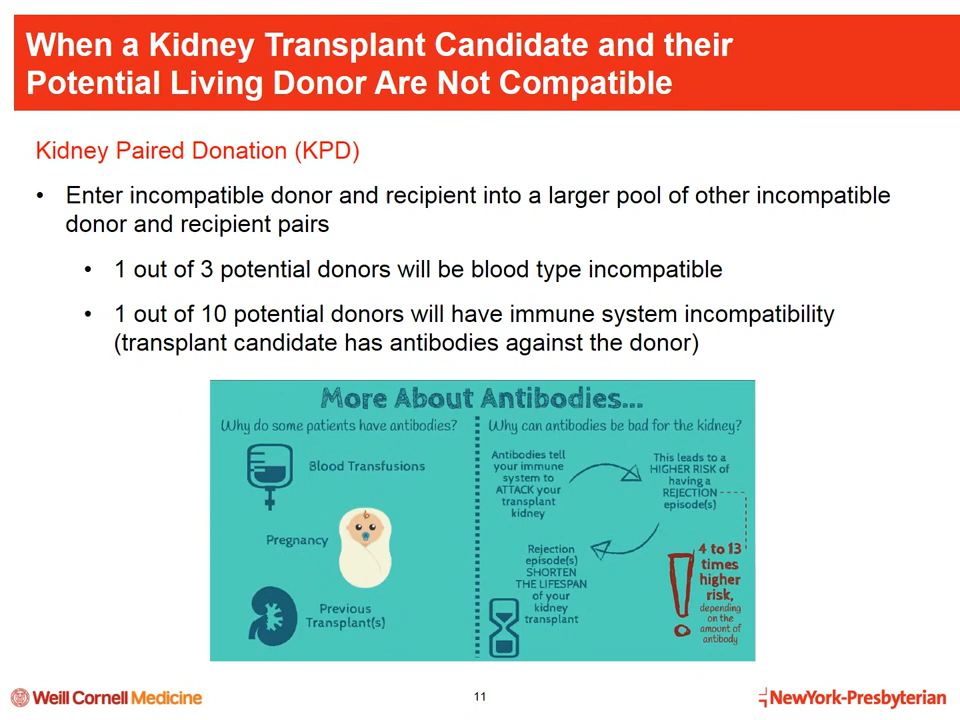 When a Kidney Transplant Candidate and their
Potential Living Donor Are Not Compatible
Kidney Paired Donation (KPD)
• Enter incompatible donor and recipient into a larger pool of other incompatible
donor and recipient pairs
• 1 out of 3 potential donors will be blood type incompatible
• 1 out of 10 potential donors will have immune system incompatibility
(transplant candidate has antibodies against the donor)
More About Antibodies...
Why do some patients have antibodies?
Blood Transfusions
Pregnancy
Previous
Transplant(s)
Why can antibodies be bad for the kidney?
Antibodies tell
your immune
system to
ATTACK your
transplant
kidney
This leads to a
HIGHER RISK of
having a
REJECTION
episode(s)
4 to 13
times
higher
risk,
depending
on the
amount of
antibody
Rejection
episode(s)
SHORTEN
THE LIFESPAN
of your
kidney
transplant
Weill Cornell Medicine
11
NewYork-Presbyterian